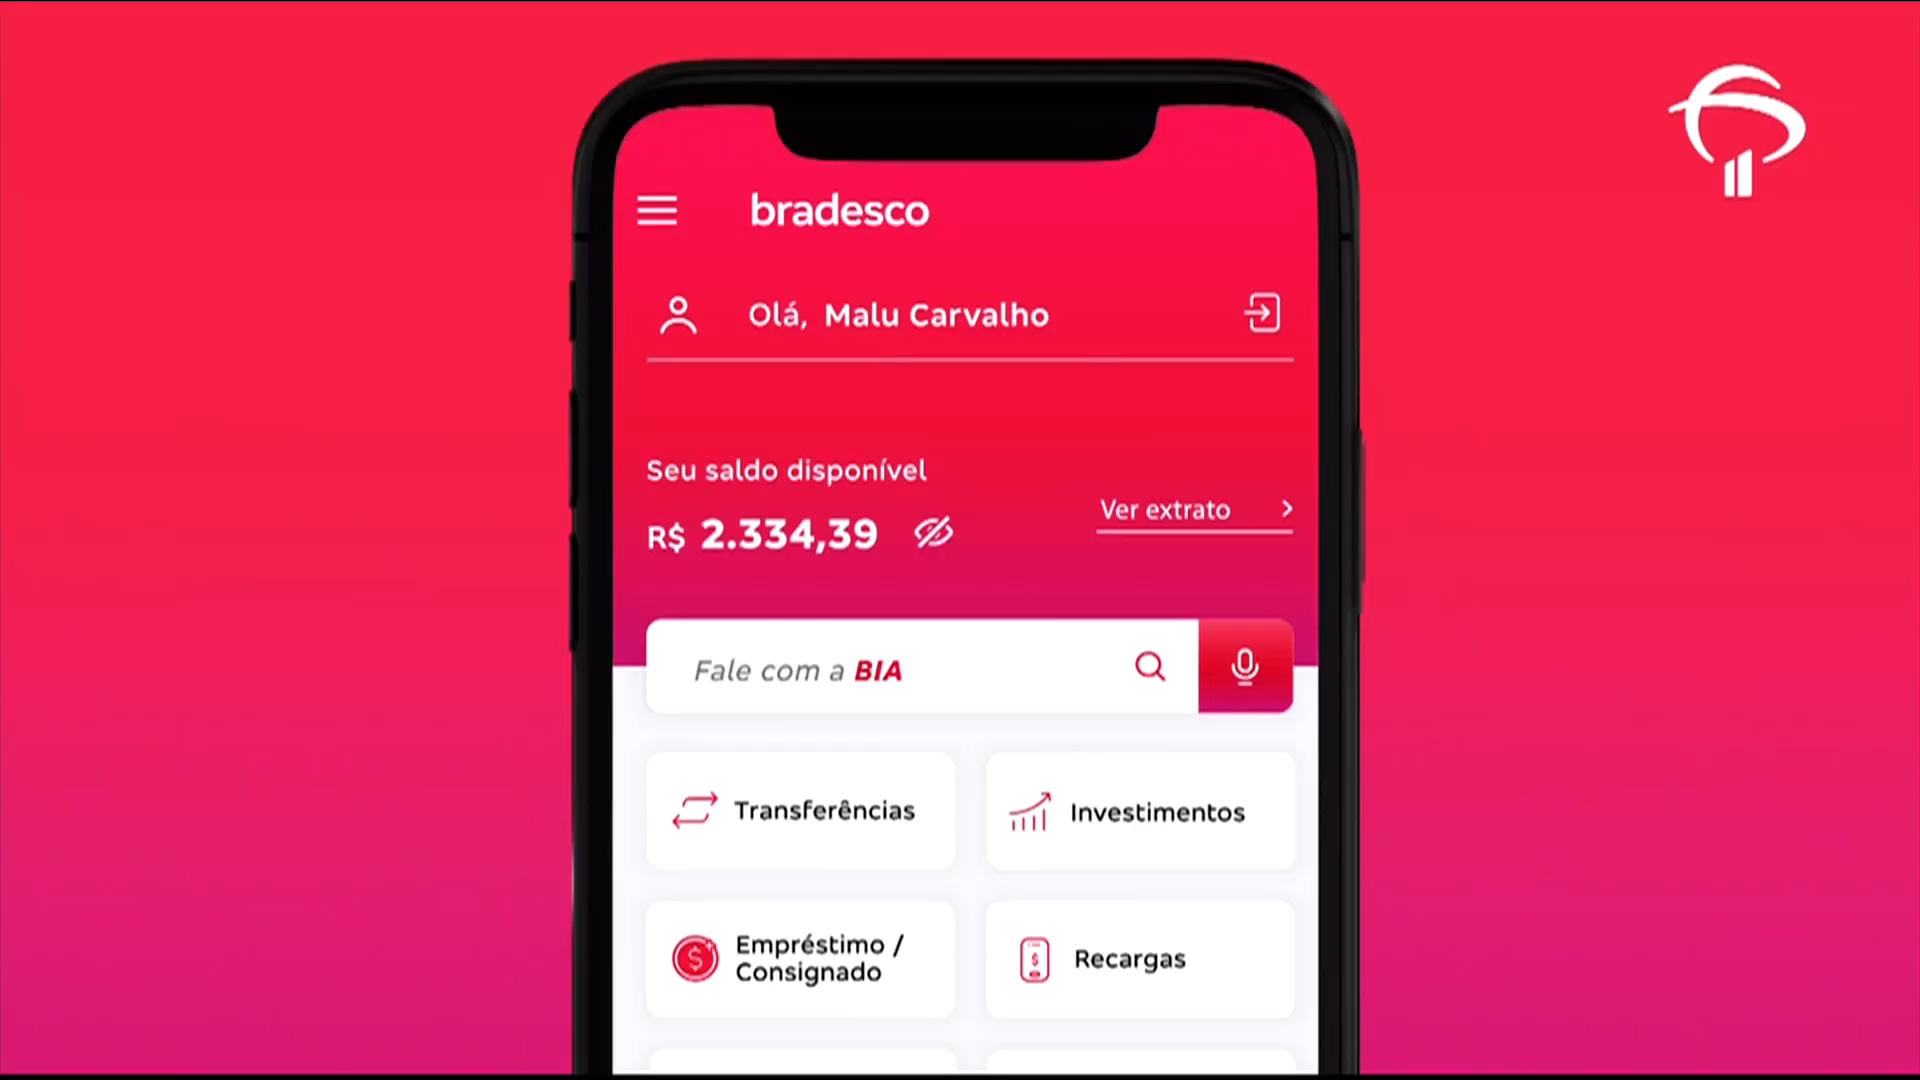 bradesco
Olá, Malu Carvalho
Seu saldo disponível
R$ 2.334,39
Ver extrato
Fale com a BIA
Transferências
Investimentos
Empréstimo /
Consignado
Recargas